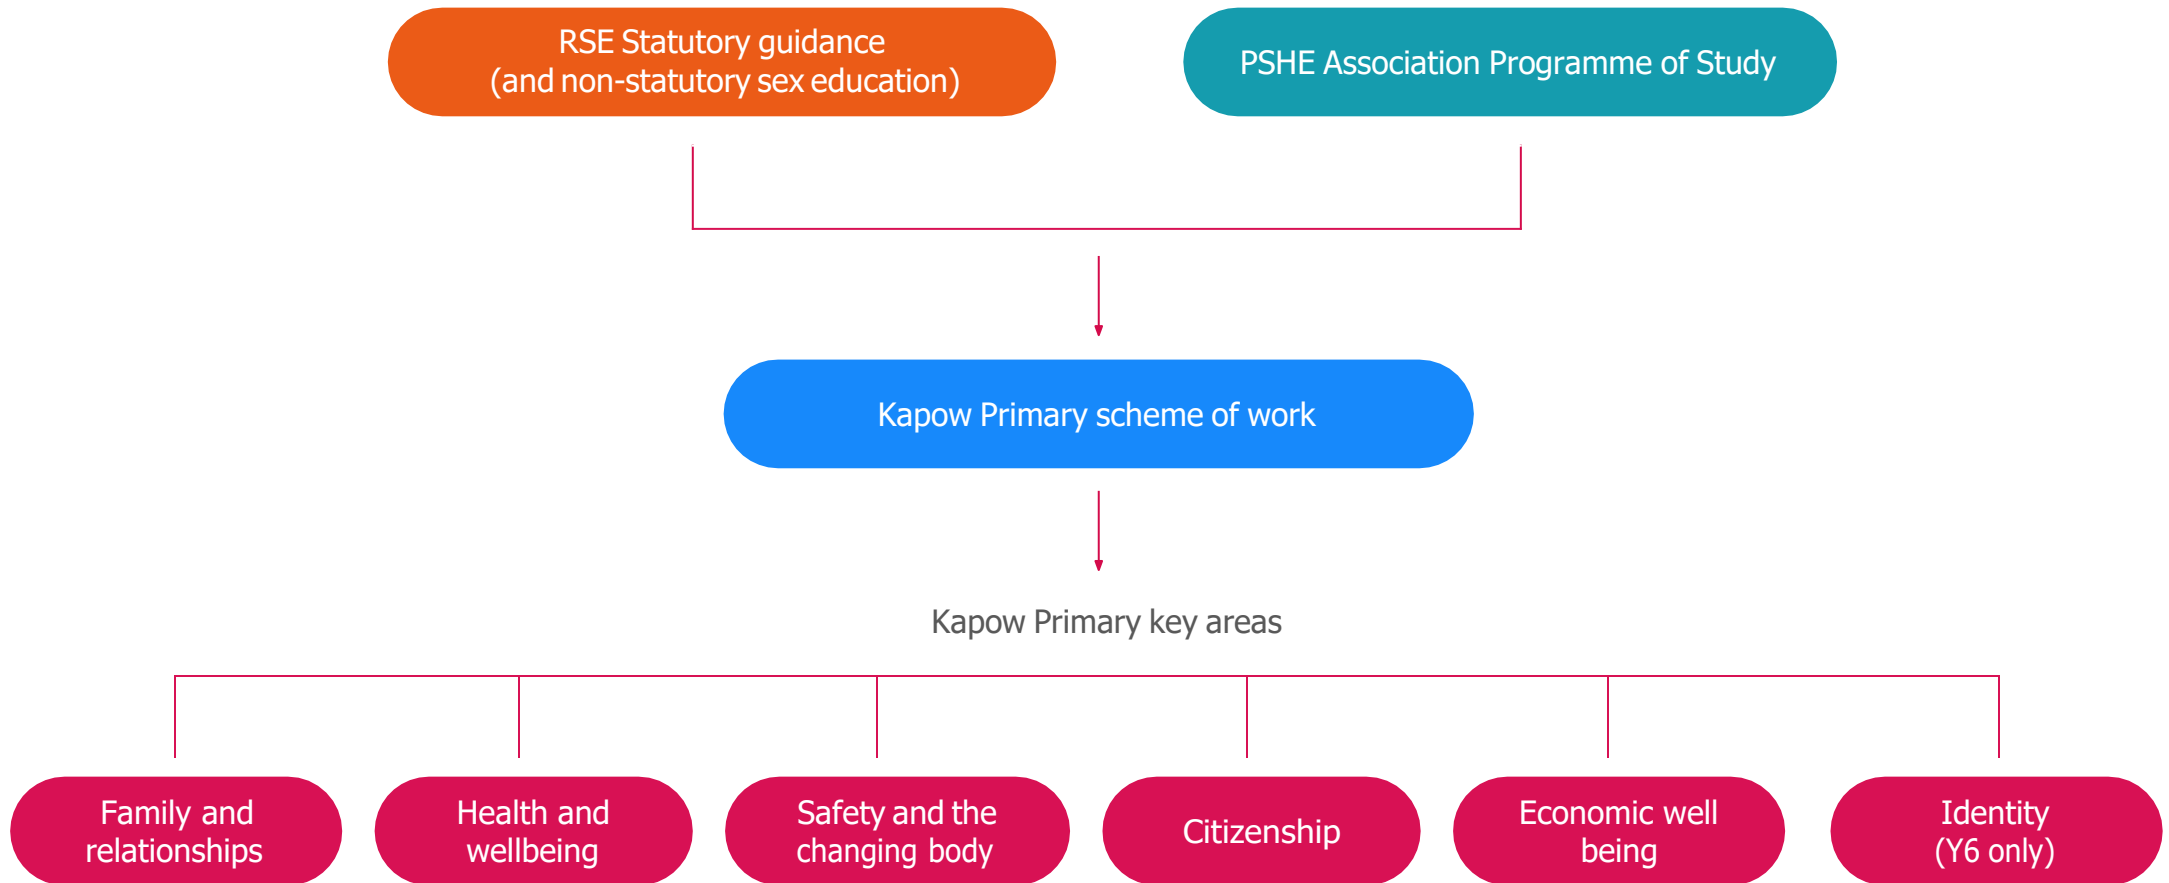 RSE Statutory guidance
(and non-statutory sex education)
PSHE Association Programme of Study
Kapow Primary scheme of work
Kapow Primary key areas
Family and
relationships
Health and
wellbeing
Safety and the
changing body
Citizenship
Economic well
being
Identity
(Y6 only)